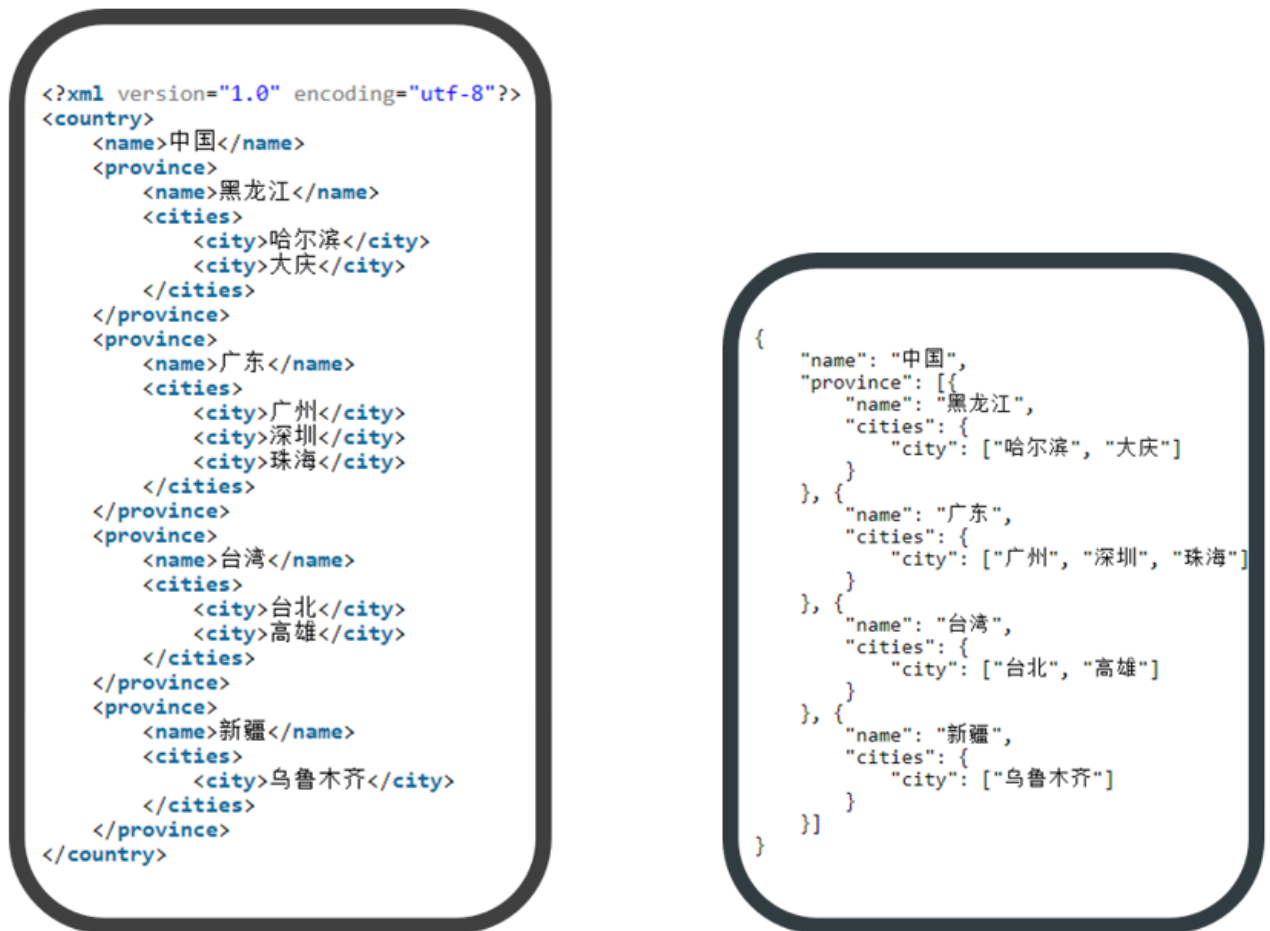 <?xml version="1.0" encoding="utf-8"?>
<country>
    <name>中国</name>
    <province>
        <name>黑龙江</name>
        <cities>
            <city>哈尔滨</city>
            <city>大庆</city>
        </cities>
    </province>
    <province>
        <name>广东</name>
        <cities>
            <city>广州</city>
            <city>深圳</city>
            <city>珠海</city>
        </cities>
    </province>
    <province>
        <name>台湾</name>
        <cities>
            <city>台北</city>
            <city>高雄</city>
        </cities>
    </province>
    <province>
        <name>新疆</name>
        <cities>
            <city>乌鲁木齐</city>
        </cities>
    </province>
</country>
{
    "name": "中国",
    "province": [{
        "name": "黑龙江",
        "cities": {
            "city": ["哈尔滨", "大庆"]
        }
    }, {
        "name": "广东",
        "cities": {
            "city": ["广州", "深圳", "珠海"]
        }
    }, {
        "name": "台湾",
        "cities": {
            "city": ["台北", "高雄"]
        }
    }, {
        "name": "新疆",
        "cities": {
            "city": ["乌鲁木齐"]
        }
    }]
}